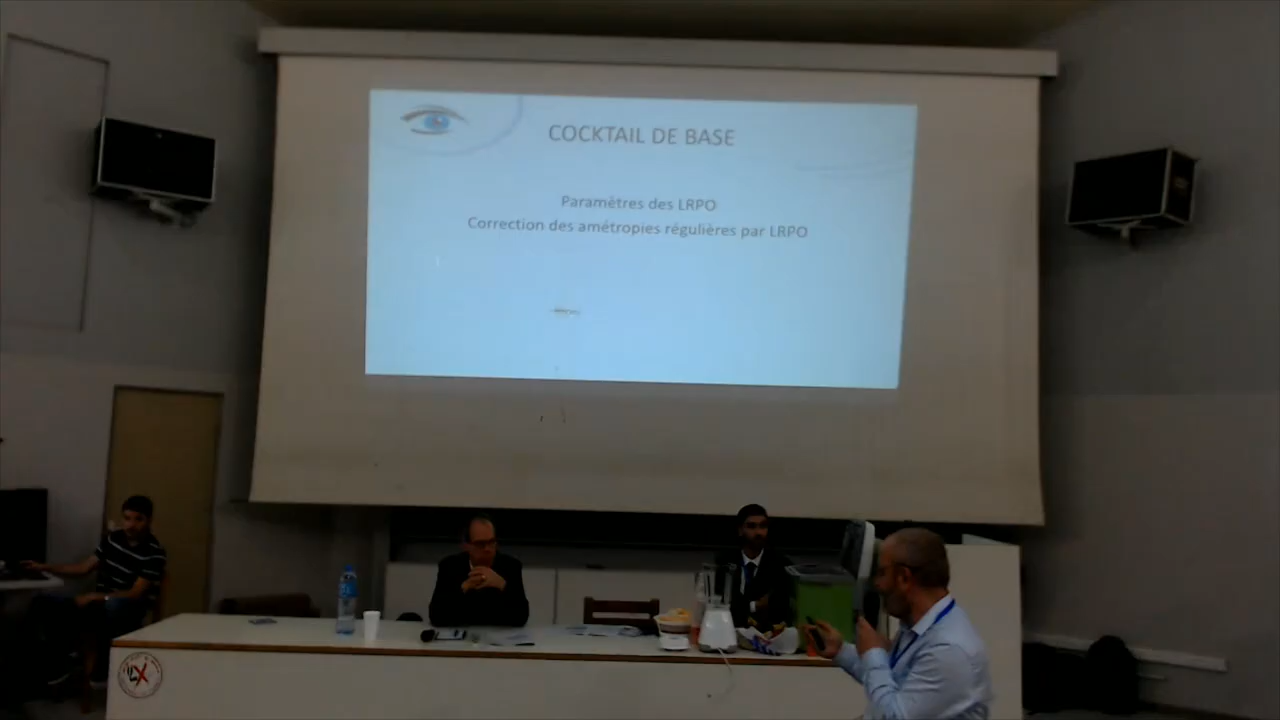 COCKTAIL DE BASE
Paramètres des LRPO
Correction des amétropies régulières par LRPO